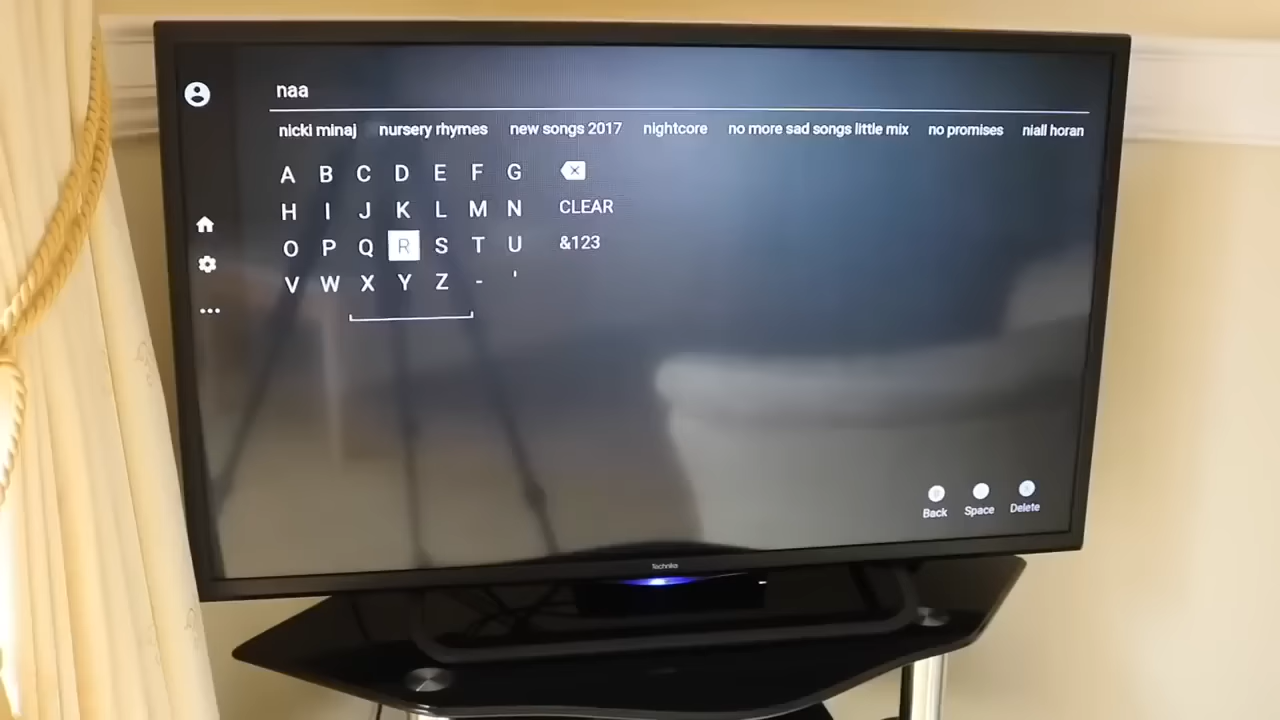 naa
nicki minaj nursery rhymes new songs 2017 nightcore no more sad songs little mix no promises niall horan
A B C D E F G
H I J K L M N CLEAR
O P Q R S T U &123
V W X Y Z - '
Back Space Delete
Technika